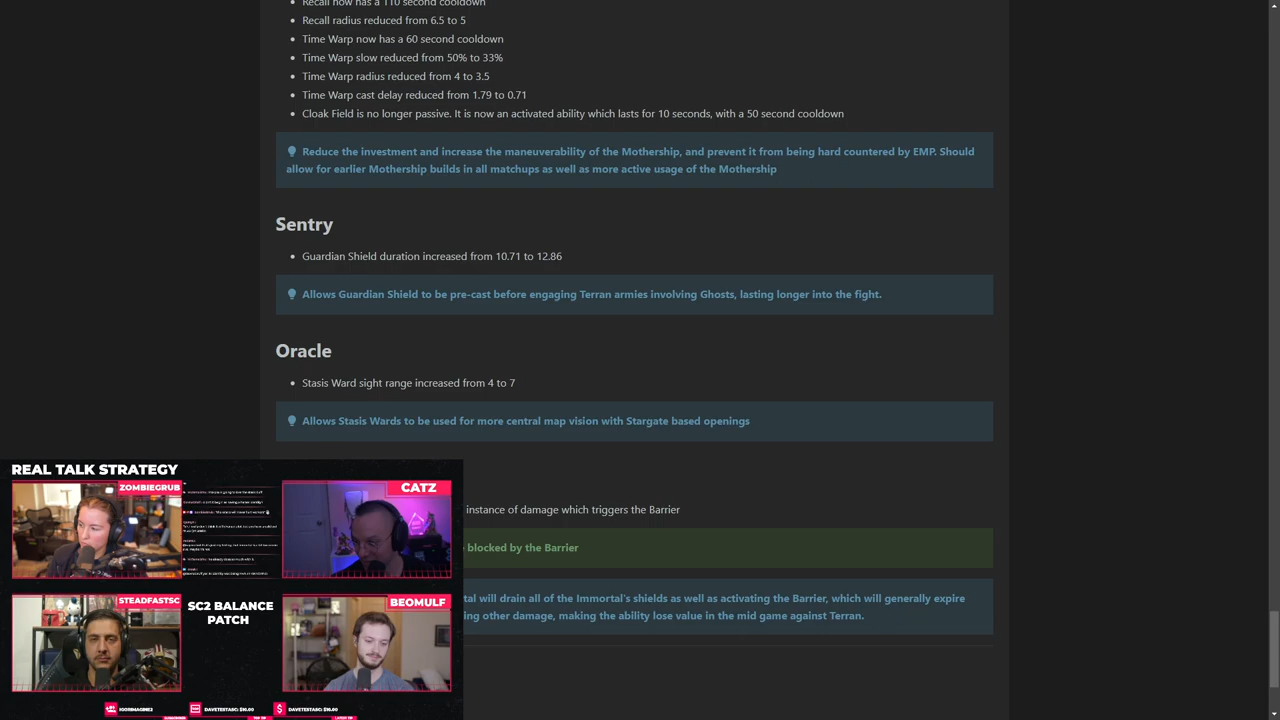 Recall now has a 110 second cooldown
Recall radius reduced from 6.5 to 5
Time Warp now has a 60 second cooldown
Time Warp slow reduced from 50% to 33%
Time Warp radius reduced from 4 to 3.5
Time Warp cast delay reduced from 1.79 to 0.71
Cloak Field is no longer passive. It is now an activated ability which lasts for 10 seconds, with a 50 second cooldown
Reduce the investment and increase the maneuverability of the Mothership, and prevent it from being hard countered by EMP. Should
allow for earlier Mothership builds in all matchups as well as more active usage of the Mothership
Sentry
Guardian Shield duration increased from 10.71 to 12.86
Allows Guardian Shield to be pre-cast before engaging Terran armies involving Ghosts, lasting longer into the fight.
Oracle
Stasis Ward sight range increased from 4 to 7
Allows Stasis Wards to be used for more central map vision with Stargate based openings
instance of damage which triggers the Barrier
blocked by the Barrier
tal will drain all of the Immortal's shields as well as activating the Barrier, which will generally expire
ing other damage, making the ability lose value in the mid game against Terran.
REAL TALK STRATEGY
ZOMBIEGRUB
CATZ
STEADFASTSC
SC2 BALANCE
PATCH
BEOMULF